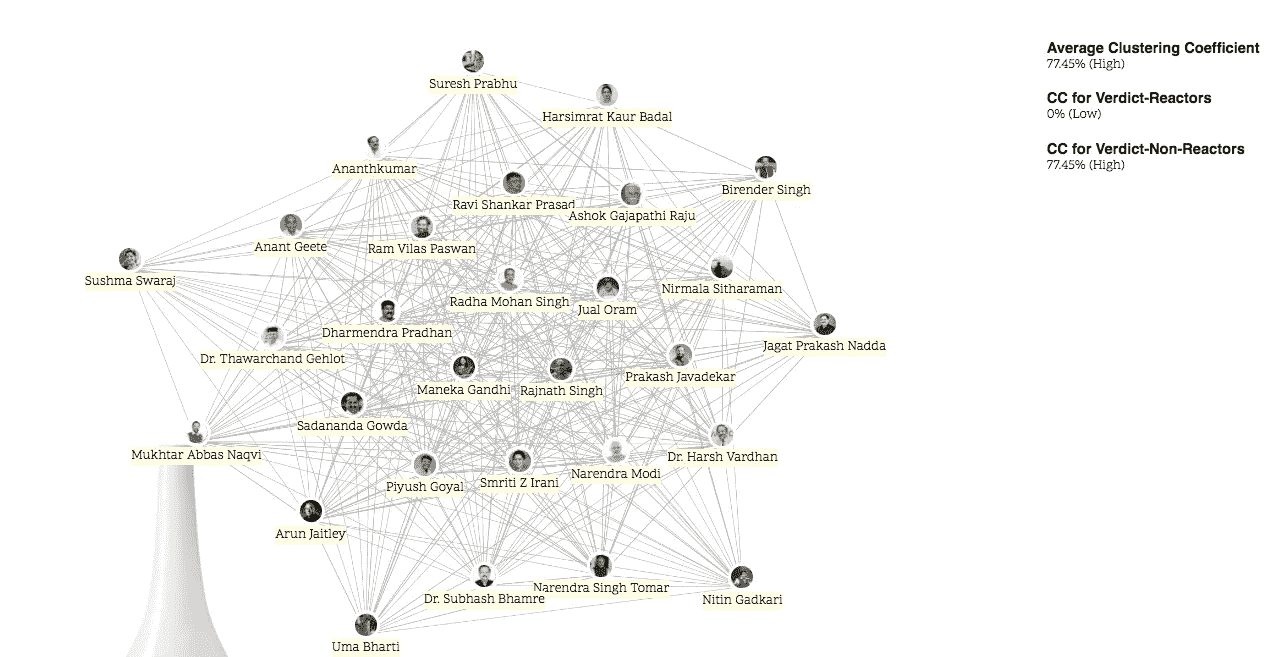 Average Clustering Coefficient
77.45% (High)
CC for Verdict-Reactors
0% (Low)
CC for Verdict-Non-Reactors
77.45% (High)
Suresh Prabhu
Harsimrat Kaur Badal
Ananthkumar
Birender Singh
Ravi Shankar Prasad
Ashok Gajapathi Raju
Anant Geete
Ram Vilas Paswan
Sushma Swaraj
Nirmala Sitharaman
Radha Mohan Singh
Jual Oram
Dharmendra Pradhan
Jagat Prakash Nadda
Dr. Thawarchand Gehlot
Prakash Javadekar
Maneka Gandhi
Rajnath Singh
Sadananda Gowda
Mukhtar Abbas Naqvi
Dr. Harsh Vardhan
Narendra Modi
Smriti Z Irani
Piyush Goyal
Arun Jaitley
Narendra Singh Tomar
Dr. Subhash Bhamre
Nitin Gadkari
Uma Bharti